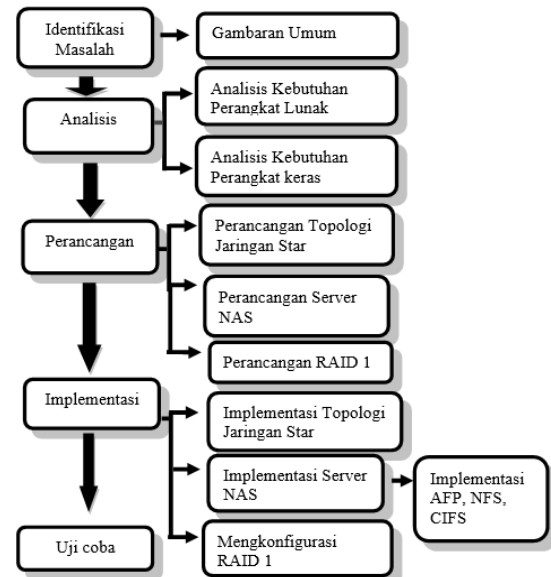 Identifikasi
Masalah
Gambaran Umum
Analisis
Analisis Kebutuhan
Perangkat Lunak
Analisis Kebutuhan
Perangkat keras
Perancangan
Perancangan Topologi
Jaringan Star
Perancangan Server
NAS
Perancangan RAID 1
Implementasi
Implementasi Topologi
Jaringan Star
Implementasi Server
NAS
Implementasi
AFP, NFS,
CIFS
Mengkonfigurasi
RAID 1
Uji coba